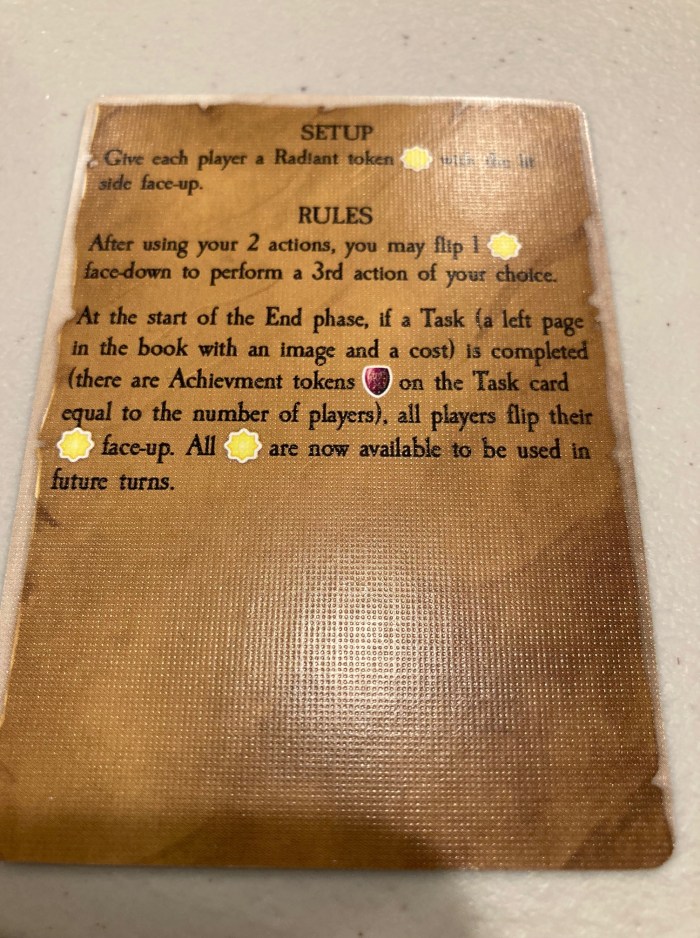 SETUP
Give each player a Radiant token with the lit
side face-up.
RULES
After using your 2 actions, you may flip 1
face-down to perform a 3rd action of your choice.
At the start of the End phase, if a Task (a left page
in the book with an image and a cost) is completed
(there are Achievment tokens on the Task card
equal to the number of players), all players flip their
face-up. All are now available to be used in
future turns.